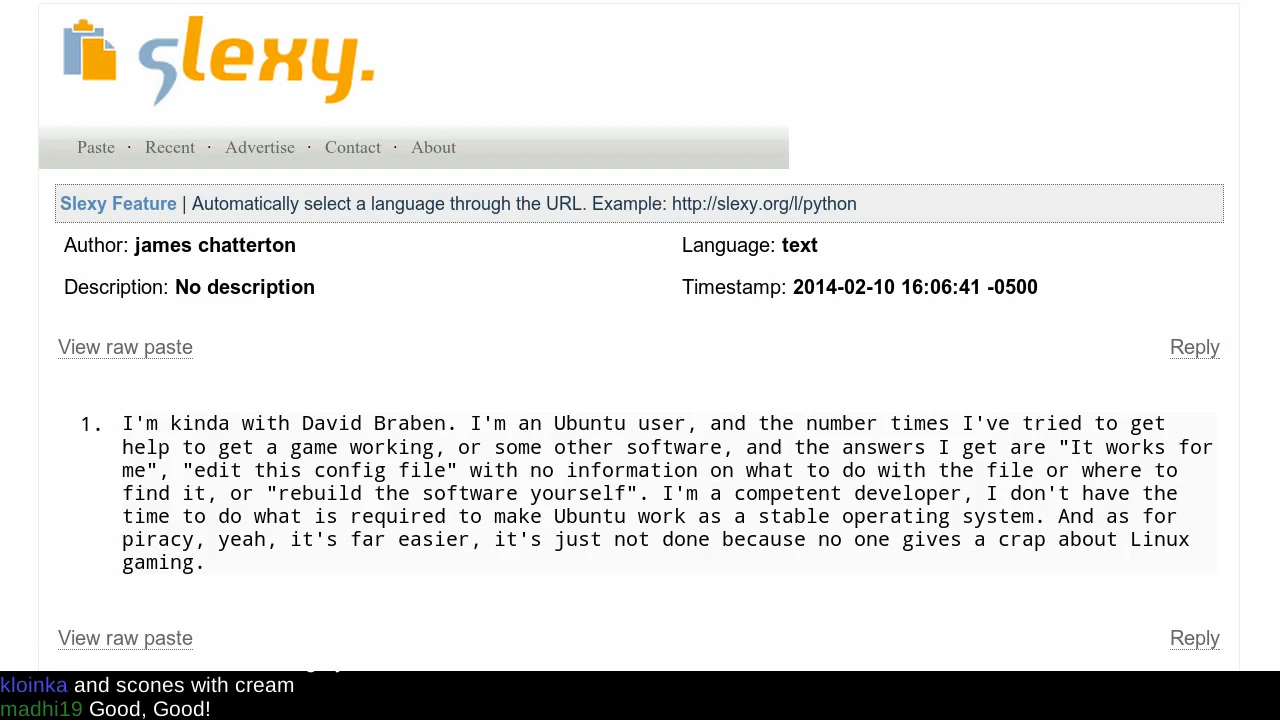 slexy.
Paste · Recent · Advertise · Contact · About
Slexy Feature | Automatically select a language through the URL. Example: http://slexy.org/l/python
Author: james chatterton
Language: text
Description: No description
Timestamp: 2014-02-10 16:06:41 -0500
View raw paste
Reply
1. I'm kinda with David Braben. I'm an Ubuntu user, and the number times I've tried to get
help to get a game working, or some other software, and the answers I get are "It works for
me", "edit this config file" with no information on what to do with the file or where to
find it, or "rebuild the software yourself". I'm a competent developer, I don't have the
time to do what is required to make Ubuntu work as a stable operating system. And as for
piracy, yeah, it's far easier, it's just not done because no one gives a crap about Linux
gaming.
View raw paste
Reply
kloinka and scones with cream
madhi19 Good, Good!